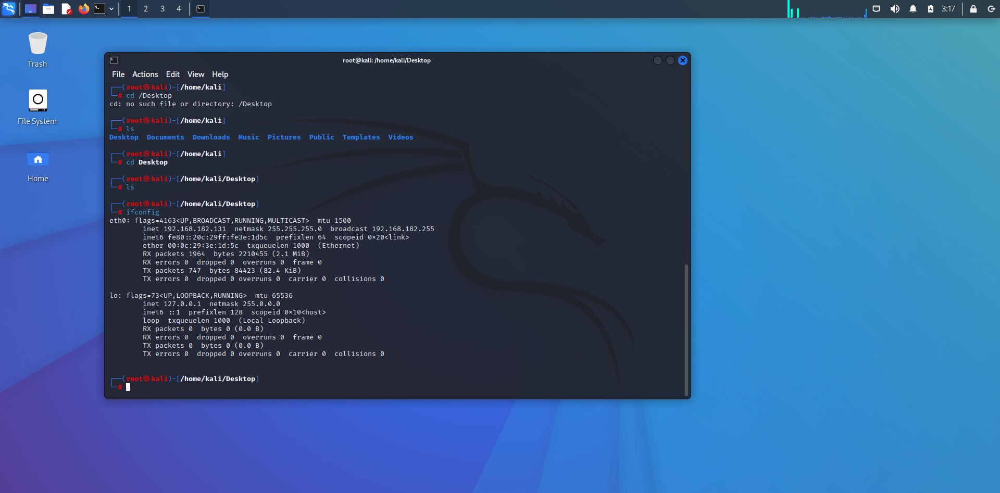 1 2 3 4
3:17
Trash
File System
Home
root@kali: /home/kali/Desktop
File Actions Edit View Help
┌──(root㉿kali)-[/home/kali]
└─# cd /Desktop
cd: no such file or directory: /Desktop
┌──(root㉿kali)-[/home/kali]
└─# ls
Desktop  Documents  Downloads  Music  Pictures  Public  Templates  Videos
┌──(root㉿kali)-[/home/kali]
└─# cd Desktop
┌──(root㉿kali)-[/home/kali/Desktop]
└─# ls
┌──(root㉿kali)-[/home/kali/Desktop]
└─# ifconfig
eth0: flags=4163<UP,BROADCAST,RUNNING,MULTICAST>  mtu 1500
        inet 192.168.182.131  netmask 255.255.255.0  broadcast 192.168.182.255
        inet6 fe80::20c:29ff:fe3e:1d5c  prefixlen 64  scopeid 0x20<link>
        ether 00:0c:29:3e:1d:5c  txqueuelen 1000  (Ethernet)
        RX packets 1964  bytes 2210455 (2.1 MiB)
        RX errors 0  dropped 0  overruns 0  frame 0
        TX packets 747  bytes 84423 (82.4 KiB)
        TX errors 0  dropped 0 overruns 0  carrier 0  collisions 0
lo: flags=73<UP,LOOPBACK,RUNNING>  mtu 65536
        inet 127.0.0.1  netmask 255.0.0.0
        inet6 ::1  prefixlen 128  scopeid 0x10<host>
        loop  txqueuelen 1000  (Local Loopback)
        RX packets 0  bytes 0 (0.0 B)
        RX errors 0  dropped 0  overruns 0  frame 0
        TX packets 0  bytes 0 (0.0 B)
        TX errors 0  dropped 0 overruns 0  carrier 0  collisions 0
┌──(root㉿kali)-[/home/kali/Desktop]
└─#